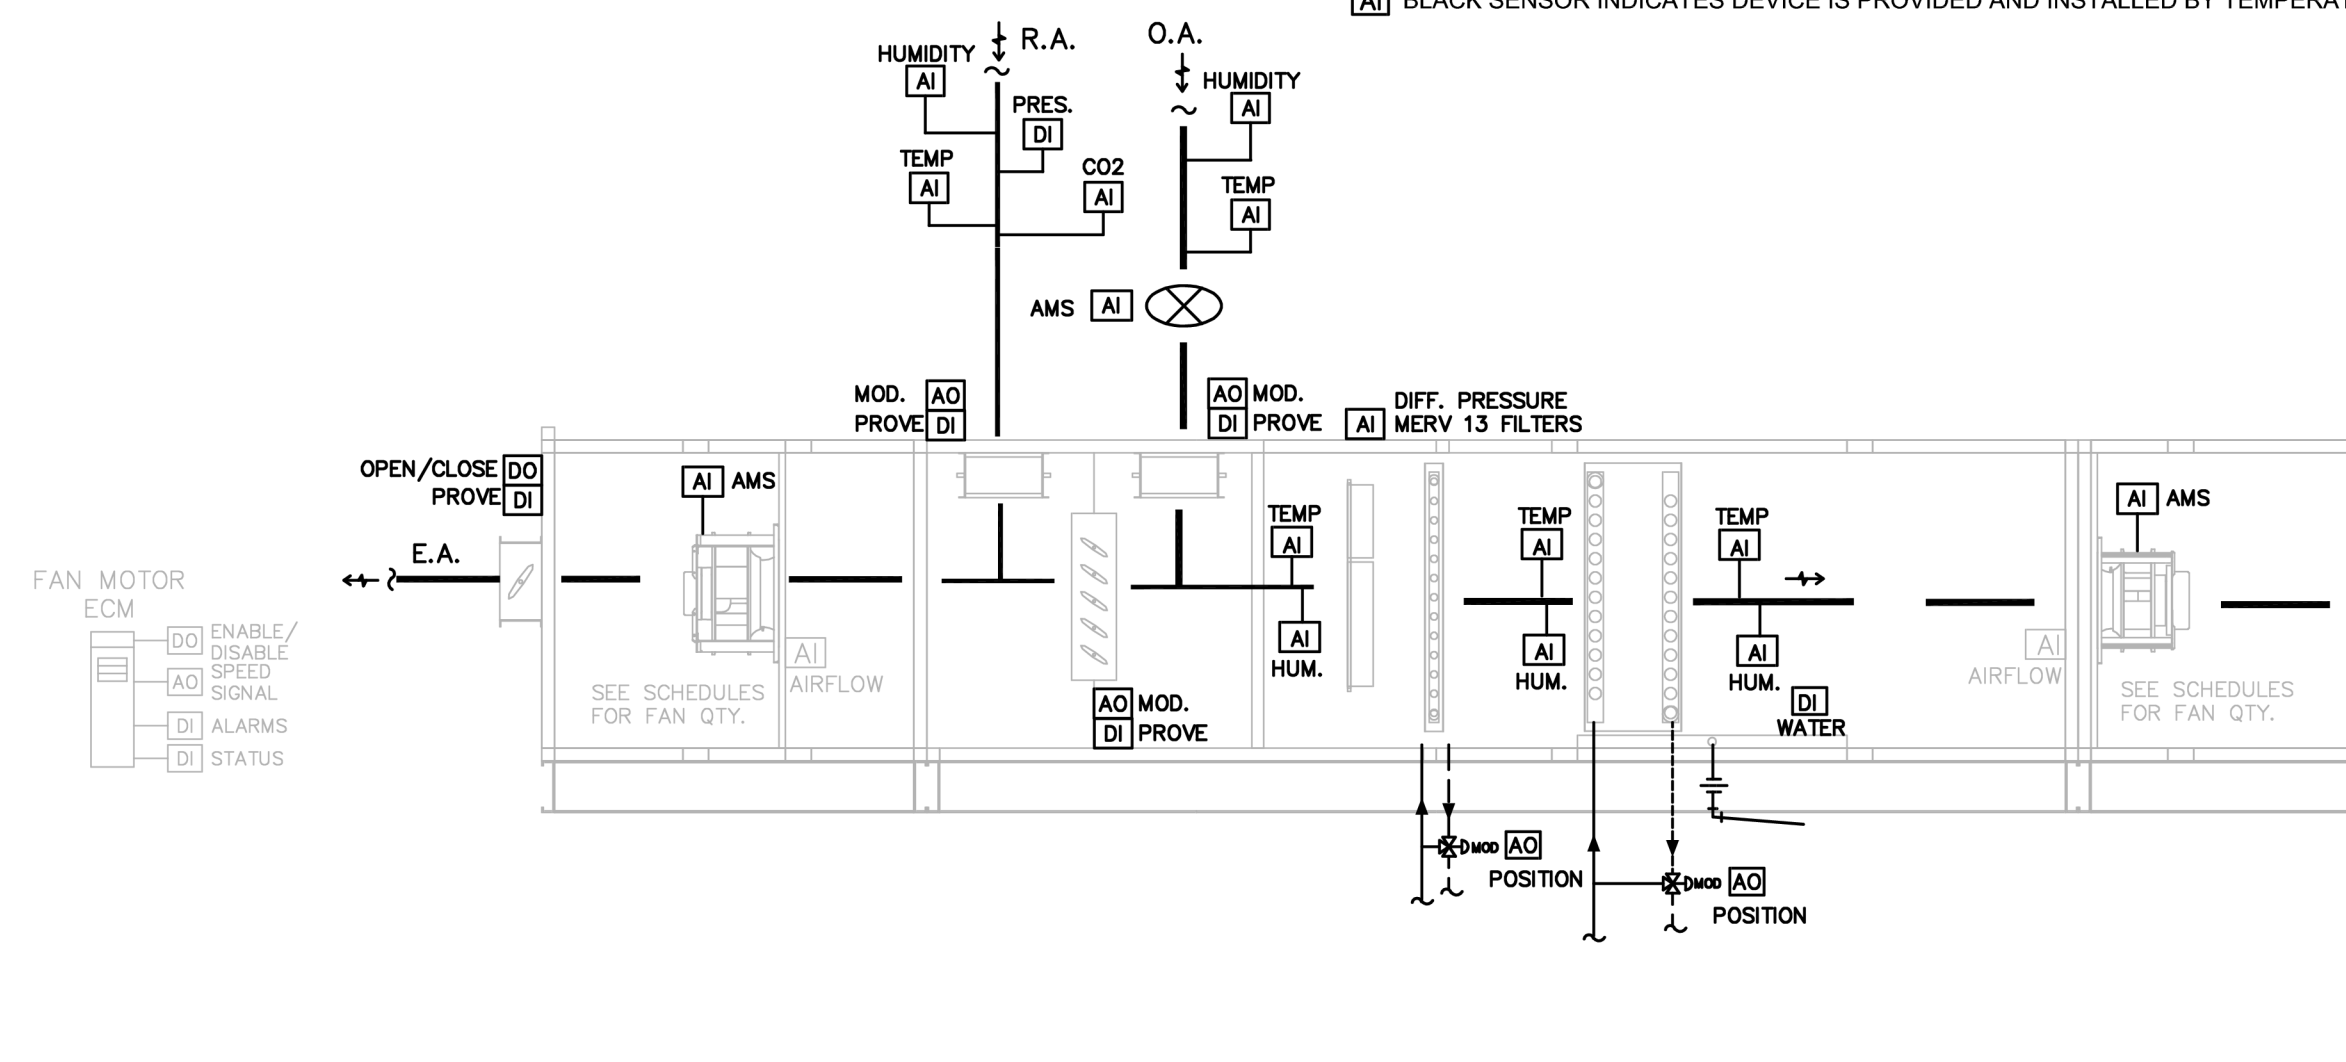 AI BLACK SENSOR INDICATES DEVICE IS PROVIDED AND INSTALLED BY
R.A.
O.A.
HUMIDITY
AI
HUMIDITY
AI
PRES.
DI
TEMP
AI
CO2
AI
TEMP
AI
AMS AI
MOD. AO
PROVE DI
AO MOD.
DI PROVE
DIFF. PRESSURE
AI MERV 13 FILTERS
OPEN/CLOSE DO
PROVE DI
AI AMS
E.A.
TEMP
AI
AI
HUM.
TEMP
AI
AI
HUM.
TEMP
AI
AI
HUM.
DI
WATER
AI AMS
FAN MOTOR
ECM
DO ENABLE/
DISABLE
AO SPEED
SIGNAL
DI ALARMS
DI STATUS
SEE SCHEDULES
FOR FAN QTY.
AI
AIRFLOW
AO MOD.
DI PROVE
AI
AIRFLOW
SEE SCHEDULES
FOR FAN QTY.
MOD AO
POSITION
MOD AO
POSITION